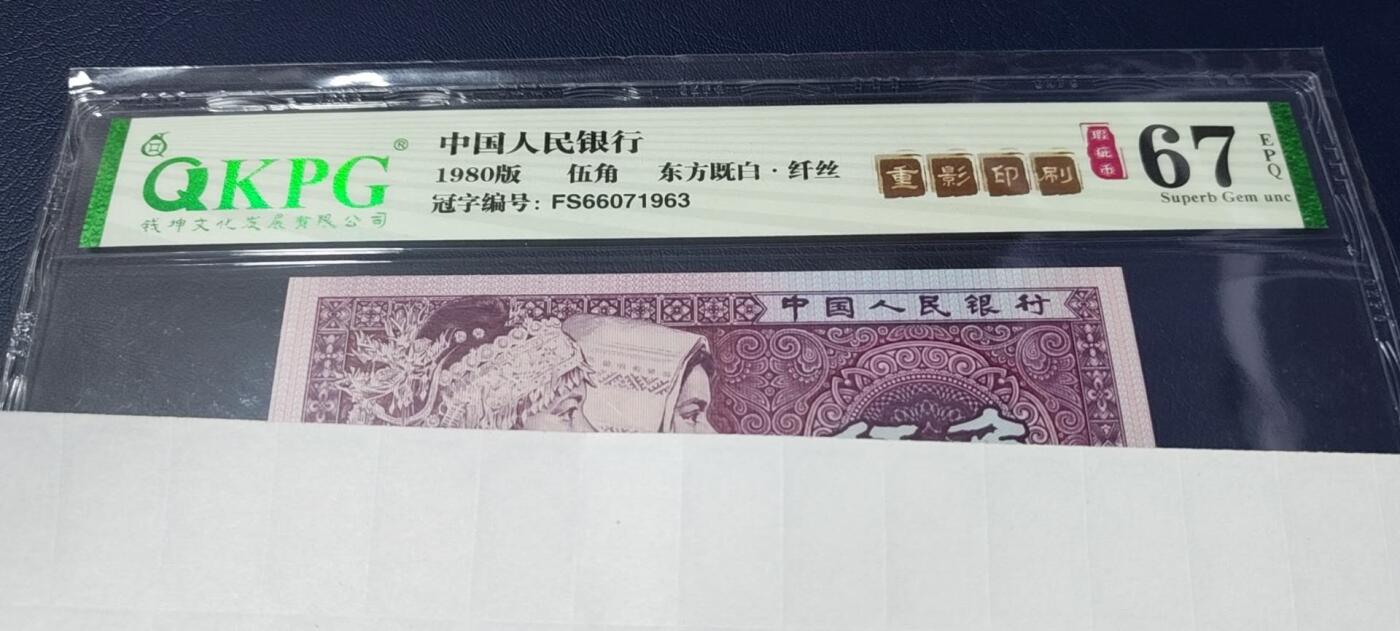 QKPG®
钱坤文化发展有限公司
中国人民银行
1980版 伍角 东方既白·纤丝
冠字编号: FS66071963
重影印刷
瑕疵币
67
EPQ
Superb Gem unc
中国人民银行